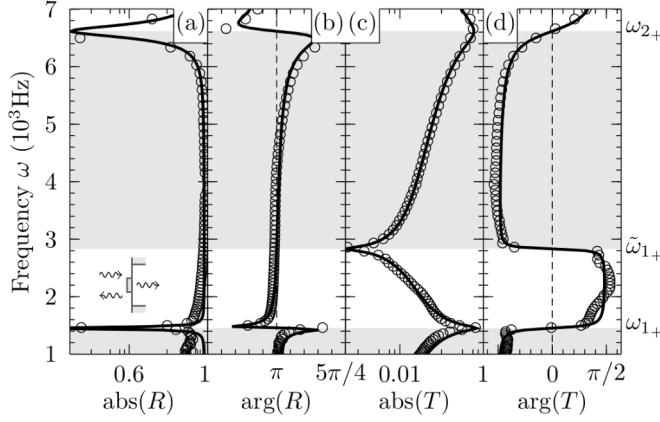 7
6
5
4
3
2
1
Frequency ω (10³Hz)
(a)
(b)
(c)
(d)
ω₂₊
ω̃₁₊
ω₁₊
0.6
1
π
5π/4
0.01
1
0
π/2
abs(R)
arg(R)
abs(T)
arg(T)